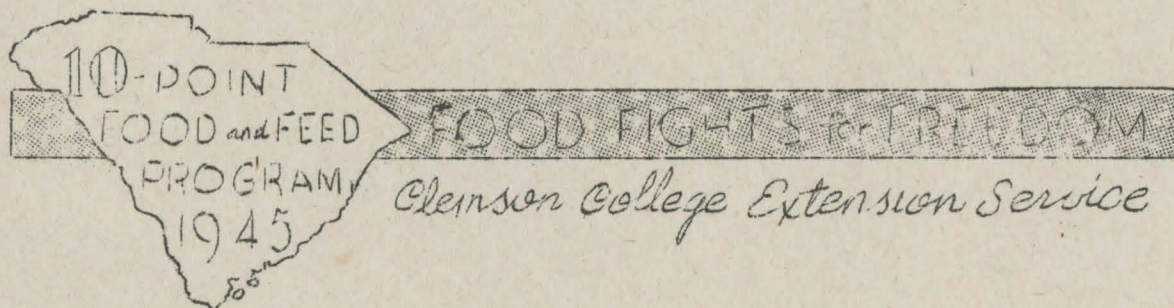 10-POINT
FOOD and FEED
PROGRAM,
1945
FOOD FIGHTS for FREEDOM
Clemson College Extension Service